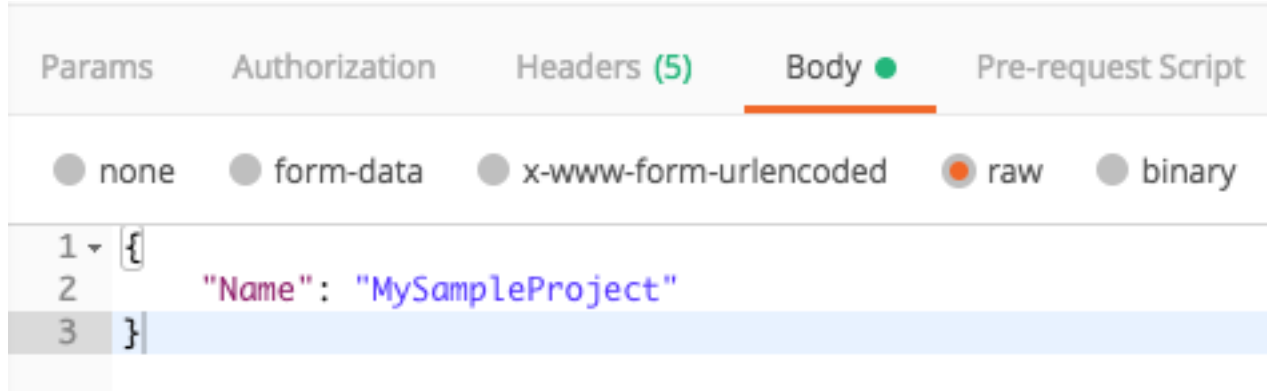 Params Authorization Headers (5) Body Pre-request Script
none form-data x-www-form-urlencoded raw binary
1 {
2 "Name": "MySampleProject"
3 }